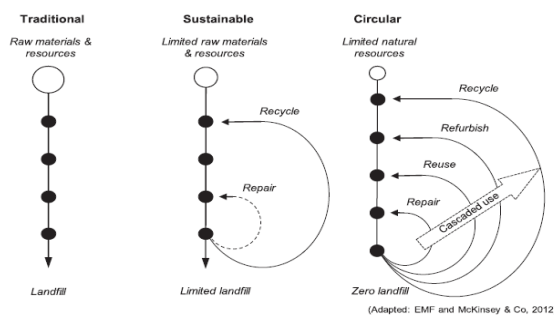 Traditional
Raw materials &
resources
Landfill
Sustainable
Limited raw materials
& resources
Recycle
Repair
Limited landfill
Circular
Limited natural
resources
Recycle
Refurbish
Reuse
Repair
Cascaded use
Zero landfill
(Adapted: EMF and McKinsey & Co, 2012